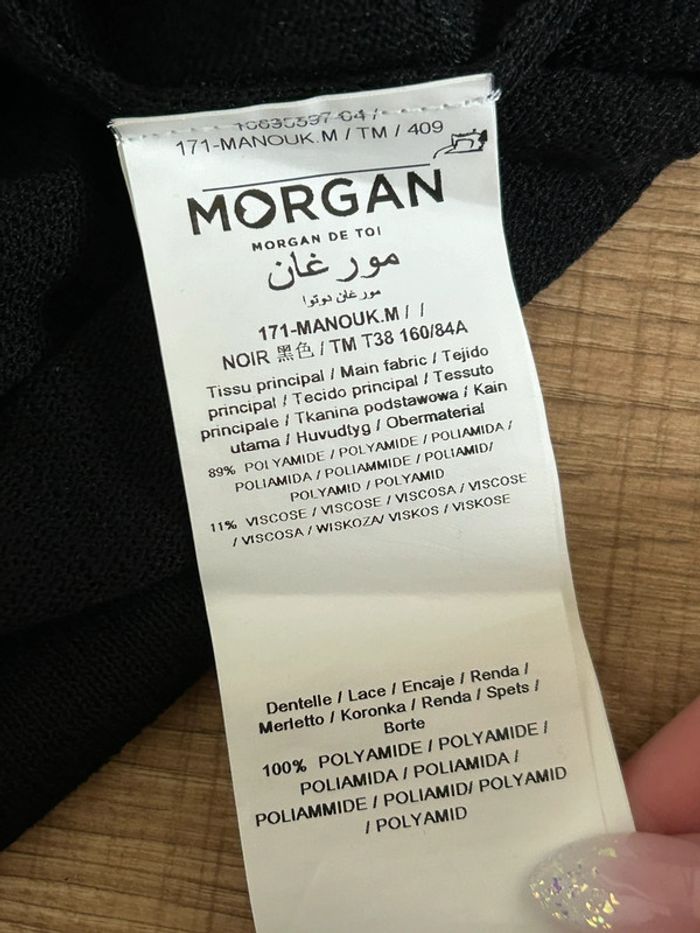 171-MANOUK.M / TM / 409
MORGAN
MORGAN DE TOI
مورغان
مورغان دوتوا
171-MANOUK.M / /
NOIR 黑色 / TM T38 160/84A
Tissu principal / Main fabric / Tejido
principal / Tecido principal / Tessuto
principale / Tkanina podstawowa / Kain
utama / Huvudtyg / Obermaterial
89% POLYAMIDE / POLYAMIDE / POLIAMIDA /
POLIAMIDA / POLIAMMIDE / POLIAMID/
POLYAMID / POLYAMID
11% VISCOSE / VISCOSE / VISCOSA / VISCOSE
/ VISCOSA / WISKOZA/ VISKOS / VISKOSE
Dentelle / Lace / Encaje / Renda /
Merletto / Koronka / Renda / Spets /
Borte
100% POLYAMIDE / POLYAMIDE /
POLIAMIDA / POLIAMIDA /
POLIAMMIDE / POLIAMID/ POLYAMID
/ POLYAMID